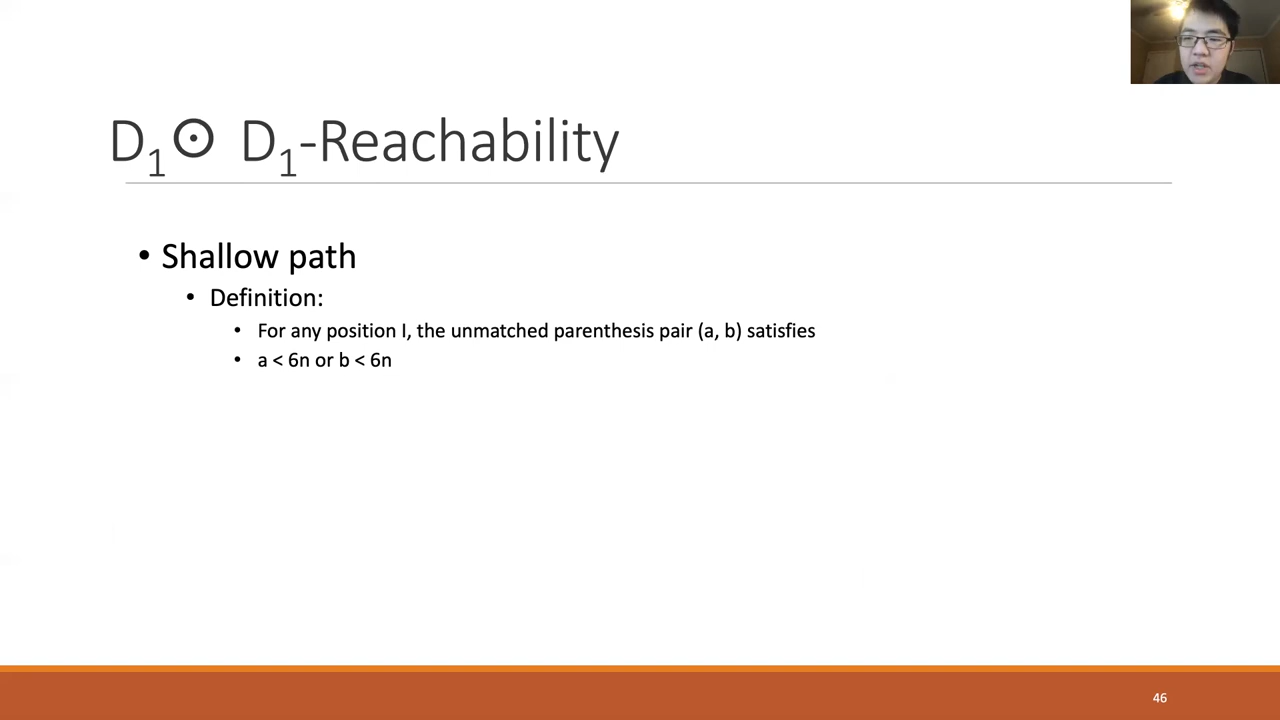 D₁⊙ D₁-Reachability
• Shallow path
• Definition:
• For any position I, the unmatched parenthesis pair (a, b) satisfies
• a < 6n or b < 6n
46